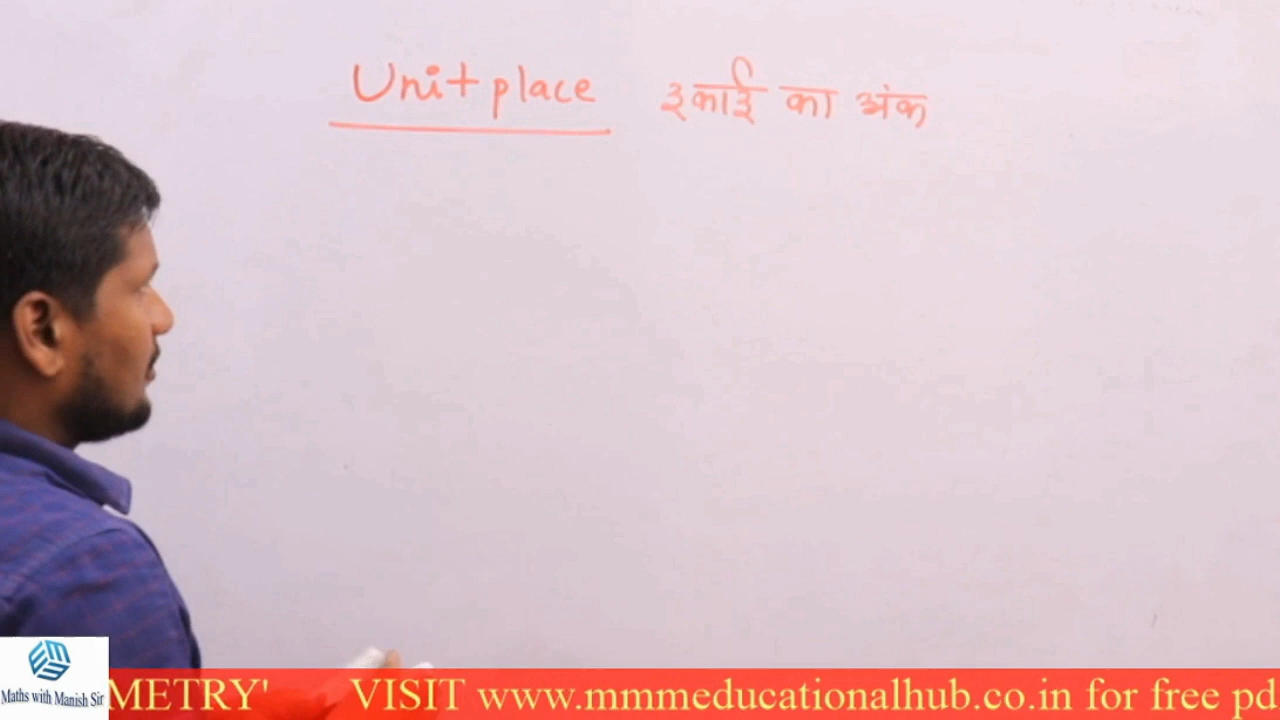 Unit place इकाई का अंक
Maths with Manish Sir
METRY' VISIT www.mmmeducationalhub.co.in for free pd